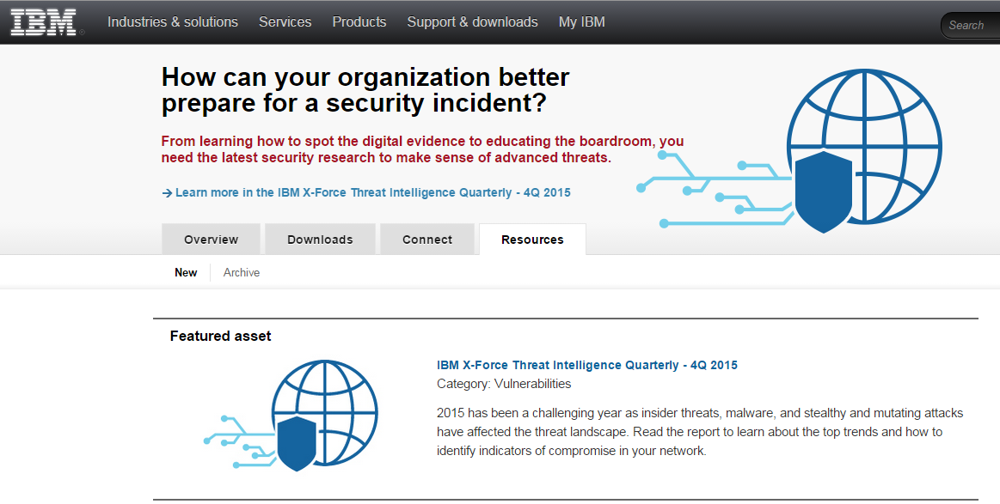 IBM
Industries & solutions
Services
Products
Support & downloads
My IBM
Search
How can your organization better
prepare for a security incident?
From learning how to spot the digital evidence to educating the boardroom, you
need the latest security research to make sense of advanced threats.
Learn more in the IBM X-Force Threat Intelligence Quarterly - 4Q 2015
Overview
Downloads
Connect
Resources
New
Archive
Featured asset
IBM X-Force Threat Intelligence Quarterly - 4Q 2015
Category: Vulnerabilities
2015 has been a challenging year as insider threats, malware, and stealthy and mutating attacks
have affected the threat landscape. Read the report to learn about the top trends and how to
identify indicators of compromise in your network.